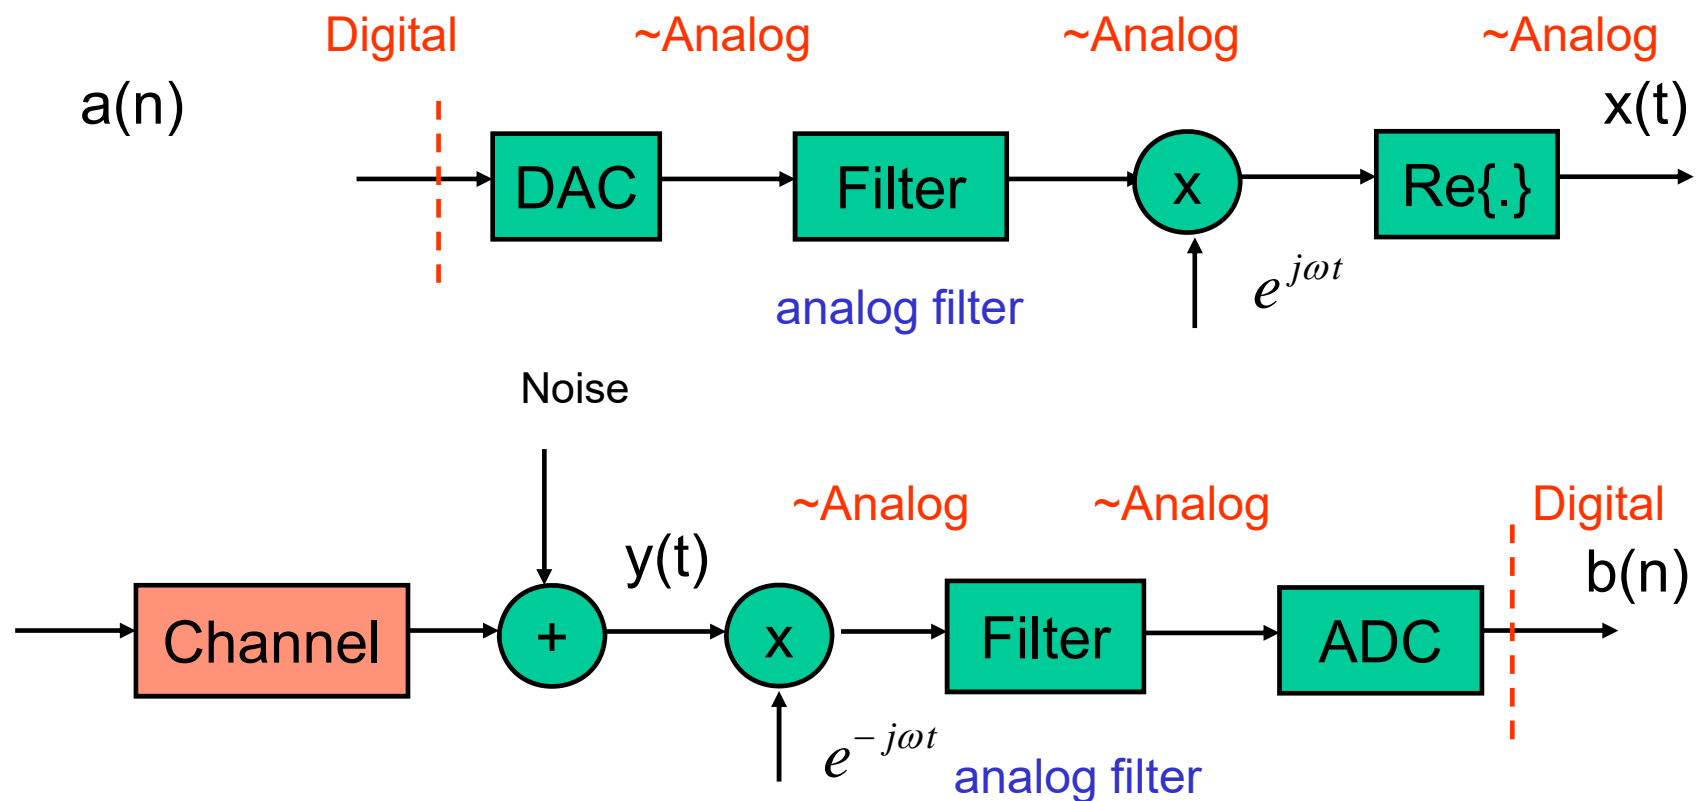 Digital ~Analog ~Analog ~Analog
a(n) x(t)
DAC Filter x Re{.}
e^{jωt}
analog filter
Noise
~Analog ~Analog Digital
y(t) b(n)
Channel + x Filter ADC
e^{-jωt}
analog filter